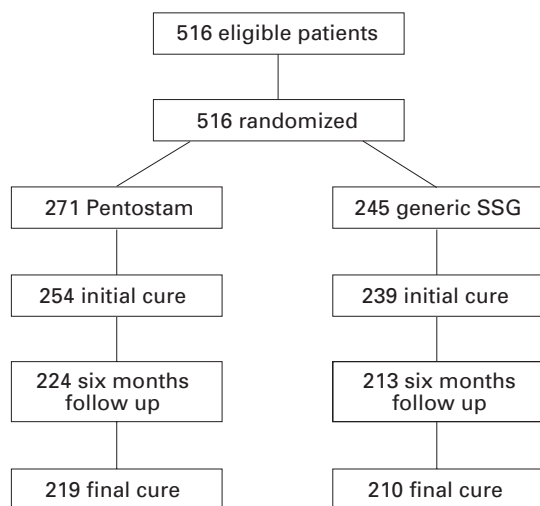 516 eligible patients
516 randomized
271 Pentostam
245 generic SSG
254 initial cure
239 initial cure
224 six months
follow up
213 six months
follow up
219 final cure
210 final cure